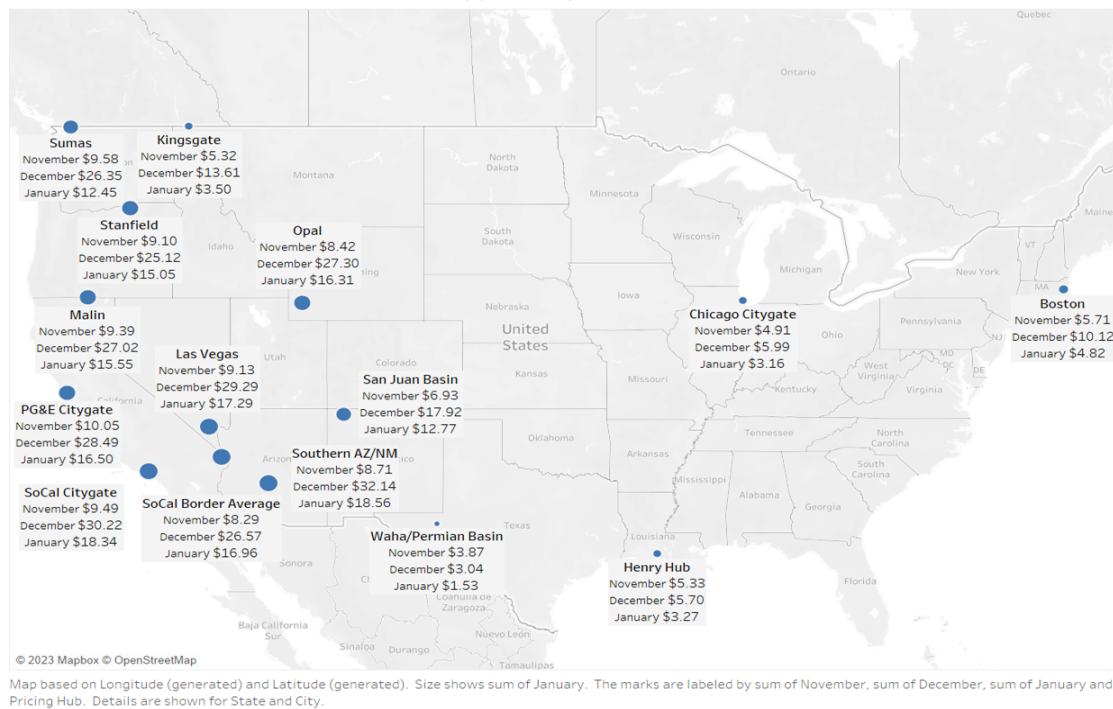 Quebec
Ontario
Sumas
November $9.58
December $26.35
January $12.45
Kingsgate
November $5.32
December $13.61
January $3.50
Montana
North
Dakota
Minnesota
Maine
Stanfield
November $9.10
December $25.12
January $15.05
Idaho
Opal
November $8.42
December $27.30
January $16.31
South
Dakota
Wisconsin
Michigan
New York
VT
MA
Malin
November $9.39
December $27.02
January $15.55
Nebraska
Iowa
Chicago Citygate
November $4.91
December $5.99
January $3.16
Ohio
Pennsylvania
NJ
Boston
November $5.71
December $10.12
January $4.82
United
States
Las Vegas
November $9.13
December $29.29
January $17.29
Utah
Colorado
Kansas
Missouri
West
Virginia
MD
DC
DE
Virginia
Kentucky
San Juan Basin
November $6.93
December $17.92
January $12.77
California
PG&E Citygate
November $10.05
December $28.49
January $16.50
Oklahoma
Arkansas
Tennessee
North
Carolina
South
Carolina
Southern AZ/NM
November $8.71
December $32.14
January $18.56
SoCal Citygate
November $9.49
December $30.22
January $18.34
SoCal Border Average
November $8.29
December $26.57
January $16.96
Mississippi
Alabama
Georgia
Texas
Louisiana
Waha/Permian Basin
November $3.87
December $3.04
January $1.53
Henry Hub
November $5.33
December $5.70
January $3.27
Florida
Sonora
Coahuila de
Zaragoza
Baja California
Sur
Sinaloa
Durango
Nuevo León
Tamaulipas
© 2023 Mapbox © OpenStreetMap
Map based on Longitude (generated) and Latitude (generated). Size shows sum of January. The marks are labeled by sum of November, sum of December, sum of January and
Pricing Hub. Details are shown for State and City.